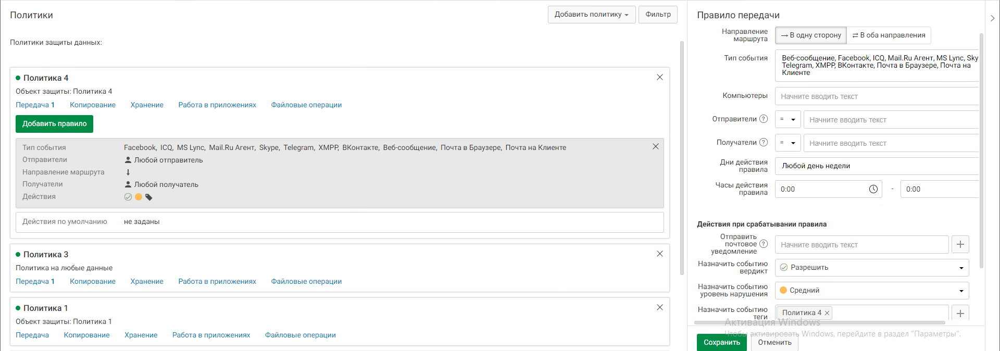 Политики
Добавить политику
Фильтр
Политики защиты данных:
Политика 4
Объект защиты: Политика 4
Передача 1 Копирование Хранение Работа в приложениях Файловые операции
Добавить правило
Тип события Facebook, ICQ, MS Lync, Mail.Ru Агент, Skype, Telegram, XMPP, ВКонтакте, Веб-сообщение, Почта в Браузере, Почта на Клиенте
Отправители Любой отправитель
Направление маршрута ↓
Получатели Любой получатель
Действия
Действия по умолчанию не заданы
Политика 3
Политика на любые данные
Передача 1 Копирование Хранение Работа в приложениях Файловые операции
Политика 1
Объект защиты: Политика 1
Передача Копирование Хранение Работа в приложениях Файловые операции
Правило передачи
Направление
маршрута
→ В одну сторону ⇄ В оба направления
Тип события
Веб-сообщение, Facebook, ICQ, Mail.Ru Агент, MS Lync, Sky
Telegram, XMPP, ВКонтакте, Почта в Браузере, Почта на
Клиенте
Компьютеры Начните вводить текст
Отправители ? = Начните вводить текст
Получатели ? = Начните вводить текст
Дни действия
правила
Любой день недели
Часы действия
правила
0:00 - 0:00
Действия при срабатывании правила
Отправить
почтовое
уведомление
? Начните вводить текст +
Назначить событию
вердикт
Разрешить
Назначить событию
уровень нарушения
Средний
Назначить событию
теги
Политика 4 × +
Активация Windows
Чтобы активировать Windows, перейдите в раздел "Параметры".
Сохранить Отменить